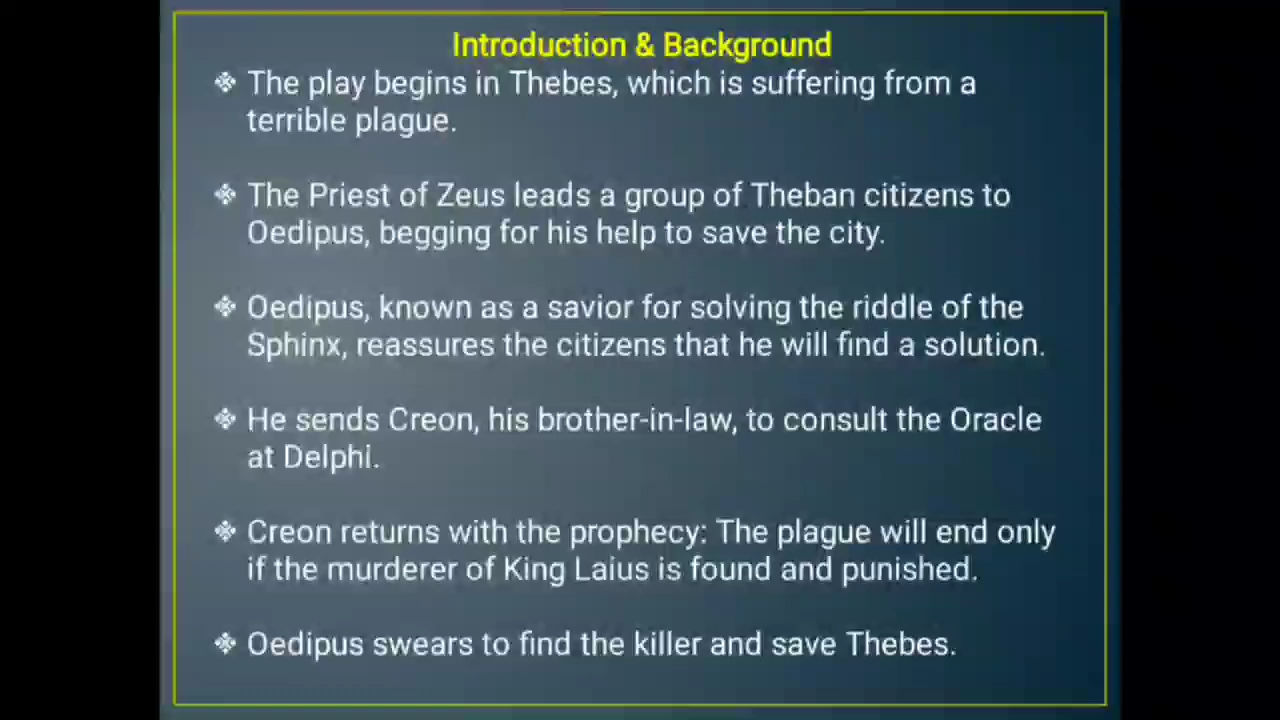 Introduction & Background
❖ The play begins in Thebes, which is suffering from a
terrible plague.
❖ The Priest of Zeus leads a group of Theban citizens to
Oedipus, begging for his help to save the city.
❖ Oedipus, known as a savior for solving the riddle of the
Sphinx, reassures the citizens that he will find a solution.
❖ He sends Creon, his brother-in-law, to consult the Oracle
at Delphi.
❖ Creon returns with the prophecy: The plague will end only
if the murderer of King Laius is found and punished.
❖ Oedipus swears to find the killer and save Thebes.